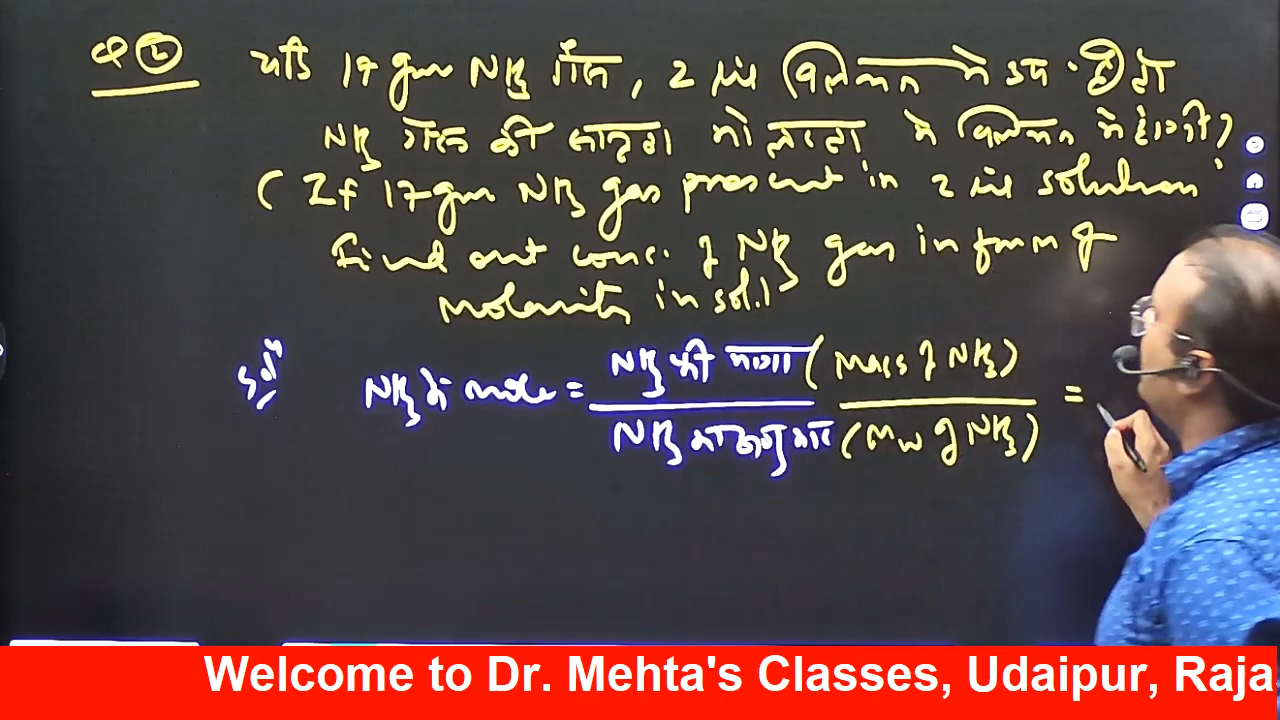 Q ②
यदि 17 gm NH3 गैस, 2 lit विलयन में उप. है तो
NH3 गैस की सान्द्रता मोलरता में विलयन में होगी?
( If 17 gm NH3 gas present in 2 lit solution
find out conc. of NH3 gas in form of
molarity in sol.)
NH3 के mole = NH3 की मात्रा (Mass of NH3) =
NH3 का अणुभार (Mw of NH3)
Welcome to Dr. Mehta's Classes, Udaipur, Raja